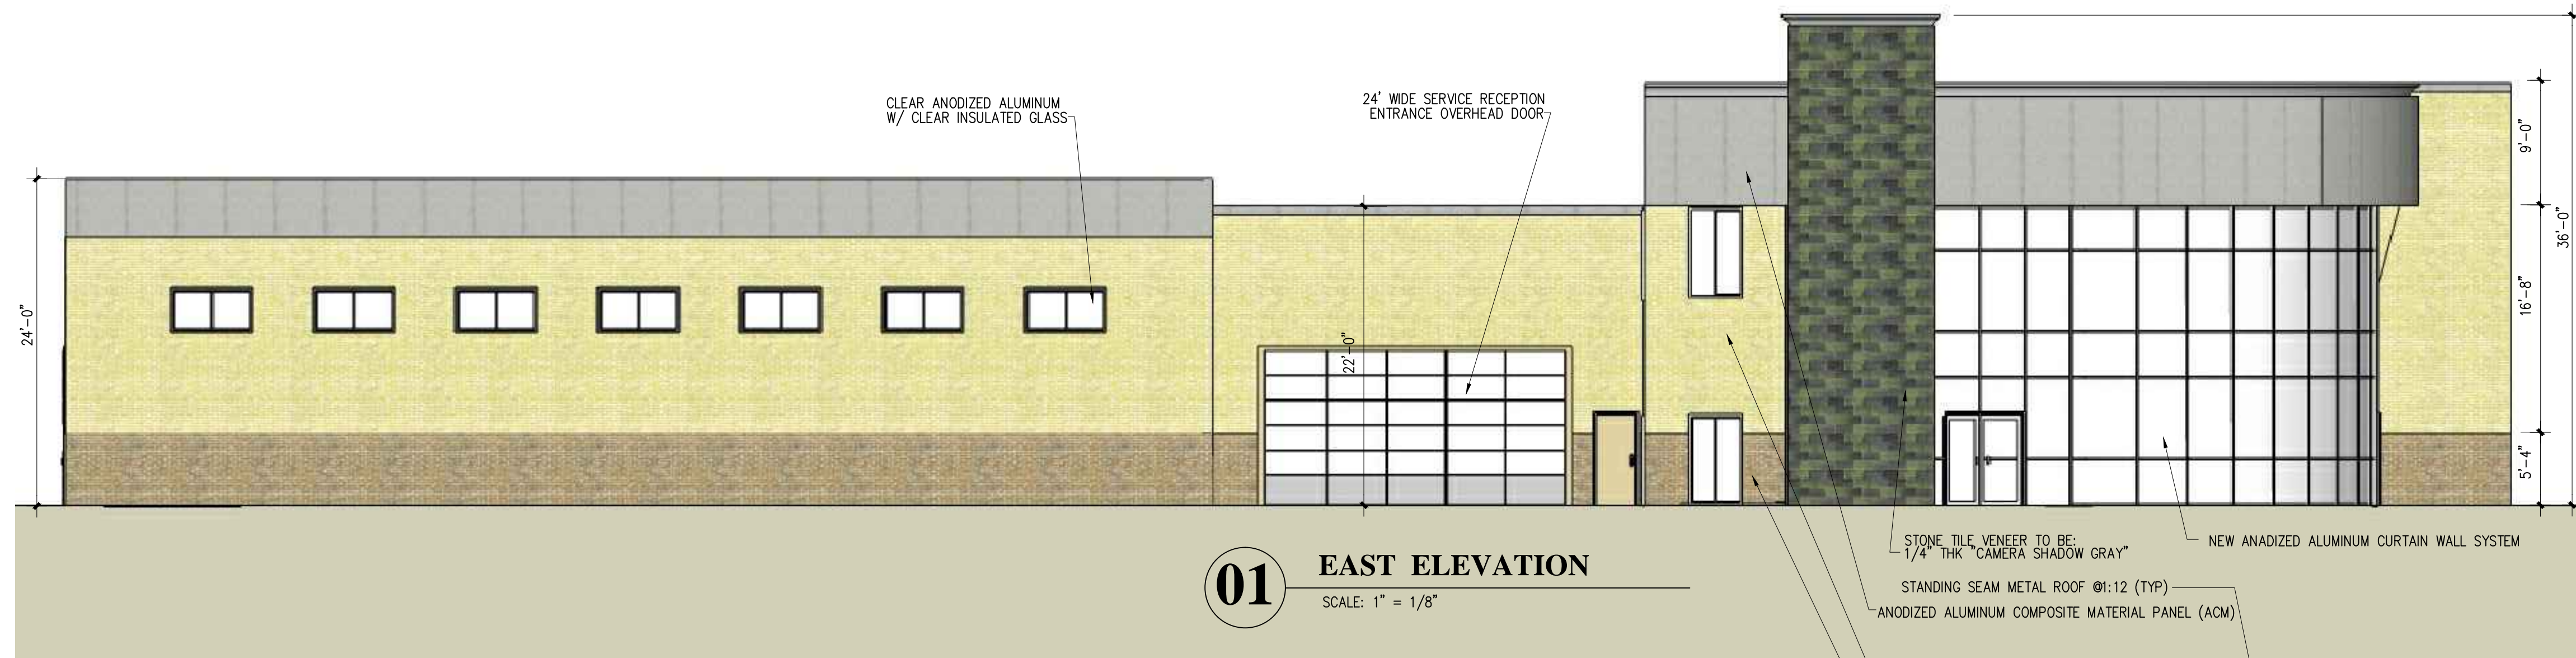 CLEAR ANODIZED ALUMINUM
W/ CLEAR INSULATED GLASS
24' WIDE SERVICE RECEPTION
ENTRANCE OVERHEAD DOOR
24'-0"
22'-0"
9'-0"
36'-0"
16'-8"
5'-4"
STONE TILE VENEER TO BE:
1/4" THK "CAMERA SHADOW GRAY"
NEW ANADIZED ALUMINUM CURTAIN WALL SYSTEM
STANDING SEAM METAL ROOF @1:12 (TYP)
ANODIZED ALUMINUM COMPOSITE MATERIAL PANEL (ACM)
01
EAST ELEVATION
SCALE: 1" = 1/8"